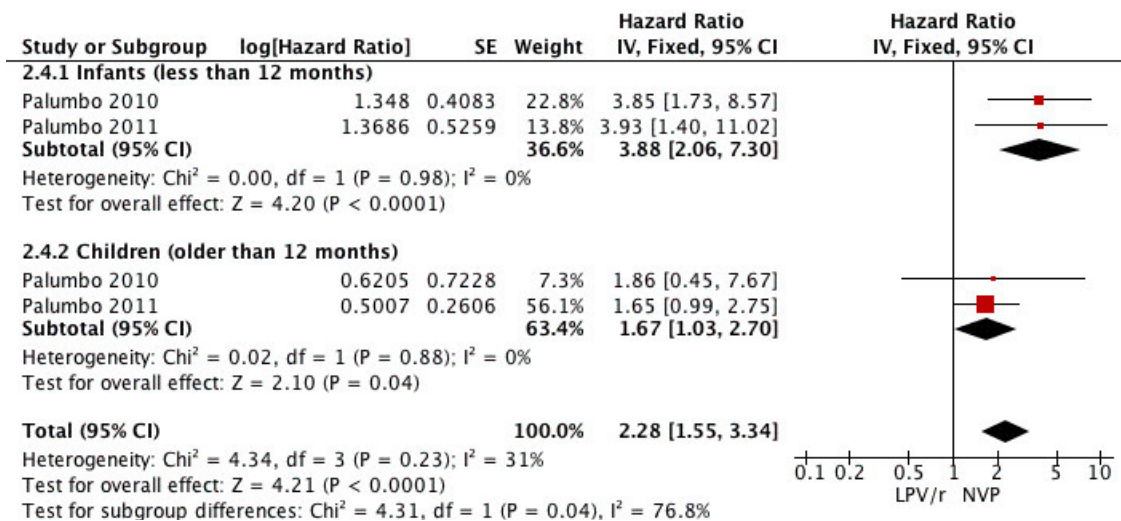 Hazard Ratio Hazard Ratio
Study or Subgroup log[Hazard Ratio] SE Weight IV, Fixed, 95% CI IV, Fixed, 95% CI
2.4.1 Infants (less than 12 months)
Palumbo 2010 1.348 0.4083 22.8% 3.85 [1.73, 8.57]
Palumbo 2011 1.3686 0.5259 13.8% 3.93 [1.40, 11.02]
Subtotal (95% CI) 36.6% 3.88 [2.06, 7.30]
Heterogeneity: Chi² = 0.00, df = 1 (P = 0.98); I² = 0%
Test for overall effect: Z = 4.20 (P < 0.0001)
2.4.2 Children (older than 12 months)
Palumbo 2010 0.6205 0.7228 7.3% 1.86 [0.45, 7.67]
Palumbo 2011 0.5007 0.2606 56.1% 1.65 [0.99, 2.75]
Subtotal (95% CI) 63.4% 1.67 [1.03, 2.70]
Heterogeneity: Chi² = 0.02, df = 1 (P = 0.88); I² = 0%
Test for overall effect: Z = 2.10 (P = 0.04)
Total (95% CI) 100.0% 2.28 [1.55, 3.34]
Heterogeneity: Chi² = 4.34, df = 3 (P = 0.23); I² = 31%
Test for overall effect: Z = 4.21 (P < 0.0001)
Test for subgroup differences: Chi² = 4.31, df = 1 (P = 0.04), I² = 76.8%
0.1 0.2 0.5 1 2 5 10
LPV/r NVP